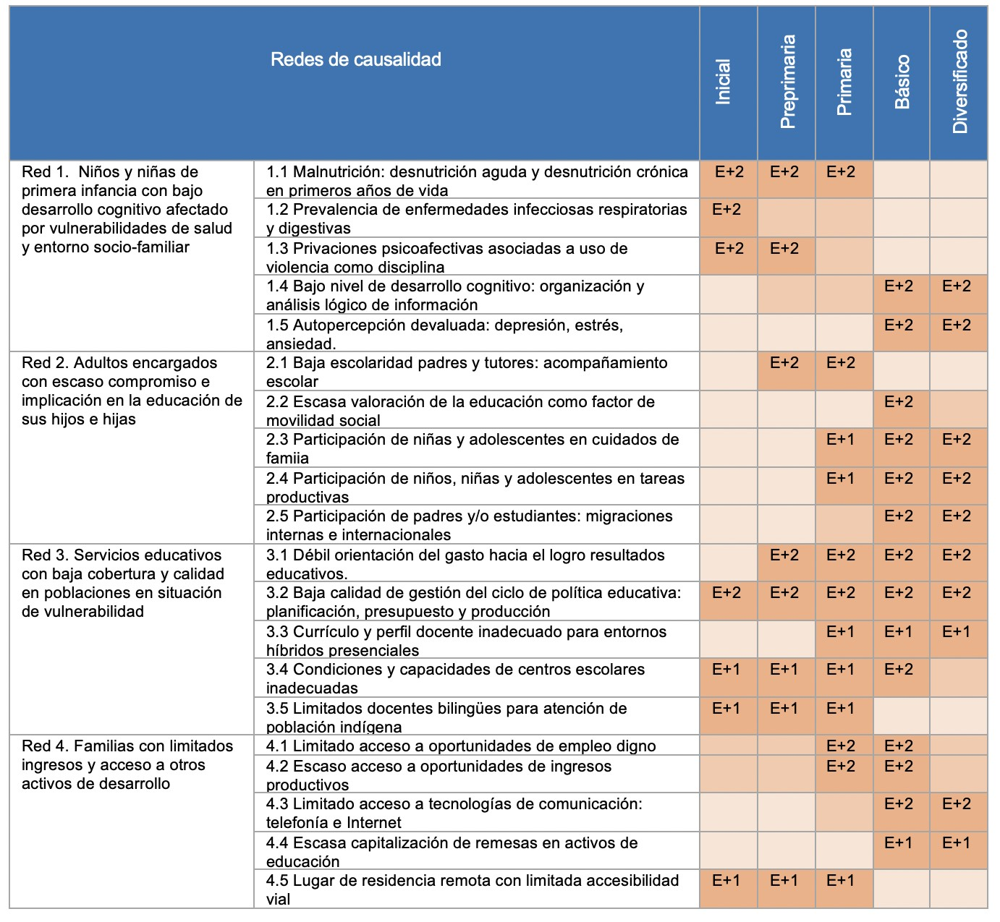 Redes de causalidad
Inicial
Preprimaria
Primaria
Básico
Diversificado
Red 1.  Niños y niñas de
primera infancia con bajo
desarrollo cognitivo afectado
por vulnerabilidades de salud
y entorno socio-familiar
1.1 Malnutrición: desnutrición aguda y desnutrición crónica
en primeros años de vida
E+2 E+2 E+2
1.2 Prevalencia de enfermedades infecciosas respiratorias
y digestivas
E+2
1.3 Privaciones psicoafectivas asociadas a uso de
violencia como disciplina
E+2 E+2
1.4 Bajo nivel de desarrollo cognitivo: organización y
análisis lógico de información
E+2 E+2
1.5 Autopercepción devaluada: depresión, estrés,
ansiedad.
E+2 E+2
Red 2. Adultos encargados
con escaso compromiso e
implicación en la educación de
sus hijos e hijas
2.1 Baja escolaridad padres y tutores: acompañamiento
escolar
E+2 E+2
2.2 Escasa valoración de la educación como factor de
movilidad social
E+2
2.3 Participación de niñas y adolescentes en cuidados de
famiia
E+1 E+2 E+2
2.4 Participación de niños, niñas y adolescentes en tareas
productivas
E+1 E+2 E+2
2.5 Participación de padres y/o estudiantes: migraciones
internas e internacionales
E+2 E+2
Red 3. Servicios educativos
con baja cobertura y calidad
en poblaciones en situación
de vulnerabilidad
3.1 Débil orientación del gasto hacia el logro resultados
educativos.
E+2 E+2 E+2 E+2
3.2 Baja calidad de gestión del ciclo de política educativa:
planificación, presupuesto y producción
E+2 E+2 E+2 E+2 E+2
3.3 Currículo y perfil docente inadecuado para entornos
híbridos presenciales
E+1 E+1 E+1
3.4 Condiciones y capacidades de centros escolares
inadecuadas
E+1 E+1 E+1 E+2
3.5 Limitados docentes bilingües para atención de
población indígena
E+1 E+1 E+1
Red 4. Familias con limitados
ingresos y acceso a otros
activos de desarrollo
4.1 Limitado acceso a oportunidades de empleo digno
E+2 E+2
4.2 Escaso acceso a oportunidades de ingresos
productivos
E+2 E+2
4.3 Limitado acceso a tecnologías de comunicación:
telefonía e Internet
E+2 E+2
4.4 Escasa capitalización de remesas en activos de
educación
E+1 E+1
4.5 Lugar de residencia remota con limitada accesibilidad
vial
E+1 E+1 E+1